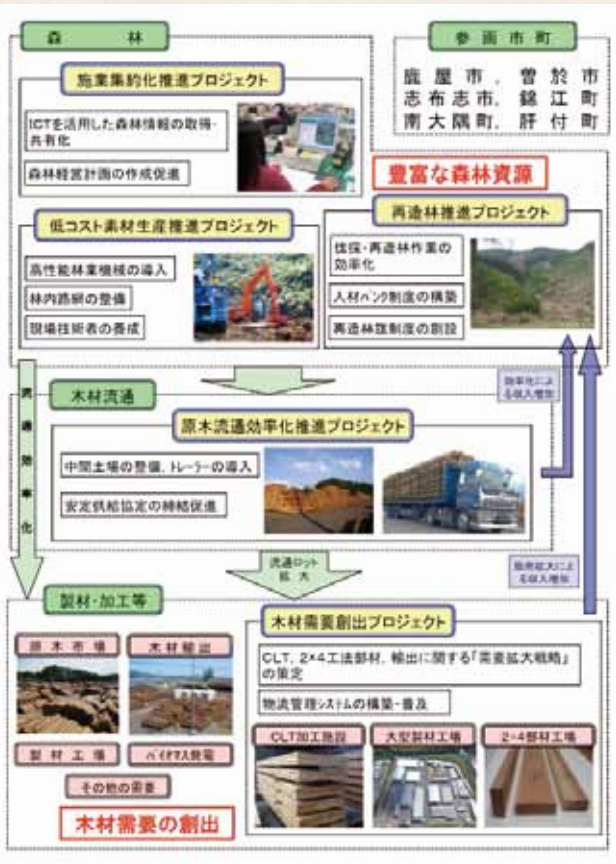 森林
参画市町
鹿屋市、曽於市
志布志市、錦江町
南大隅町、肝付町
施業集約化推進プロジェクト
ICTを活用した森林情報の取得・
共有化
森林経営計画の作成促進
豊富な森林資源
低コスト素材生産推進プロジェクト
高性能林業機械の導入
林内路網の整備
現場技術者の養成
再造林推進プロジェクト
伐採・再造林作業の
効率化
人材バンク制度の構築
再造林旗制度の創設
流通効率化
木材流通
効率化によ
る収入増加
原木流通効率化推進プロジェクト
中間土場の整備、トレーラーの導入
安定供給協定の締結促進
流通ロット
拡大
販売拡大によ
る収入増加
製材・加工等
原木市場
木材輸出
製材工場
バイオマス発電
その他の需要
木材需要の創出
木材需要創出プロジェクト
CLT、2×4工法部材、輸出に関する「需要拡大戦略」
の策定
物流管理システムの構築・普及
CLT加工施設
大型製材工場
2×4部材工場